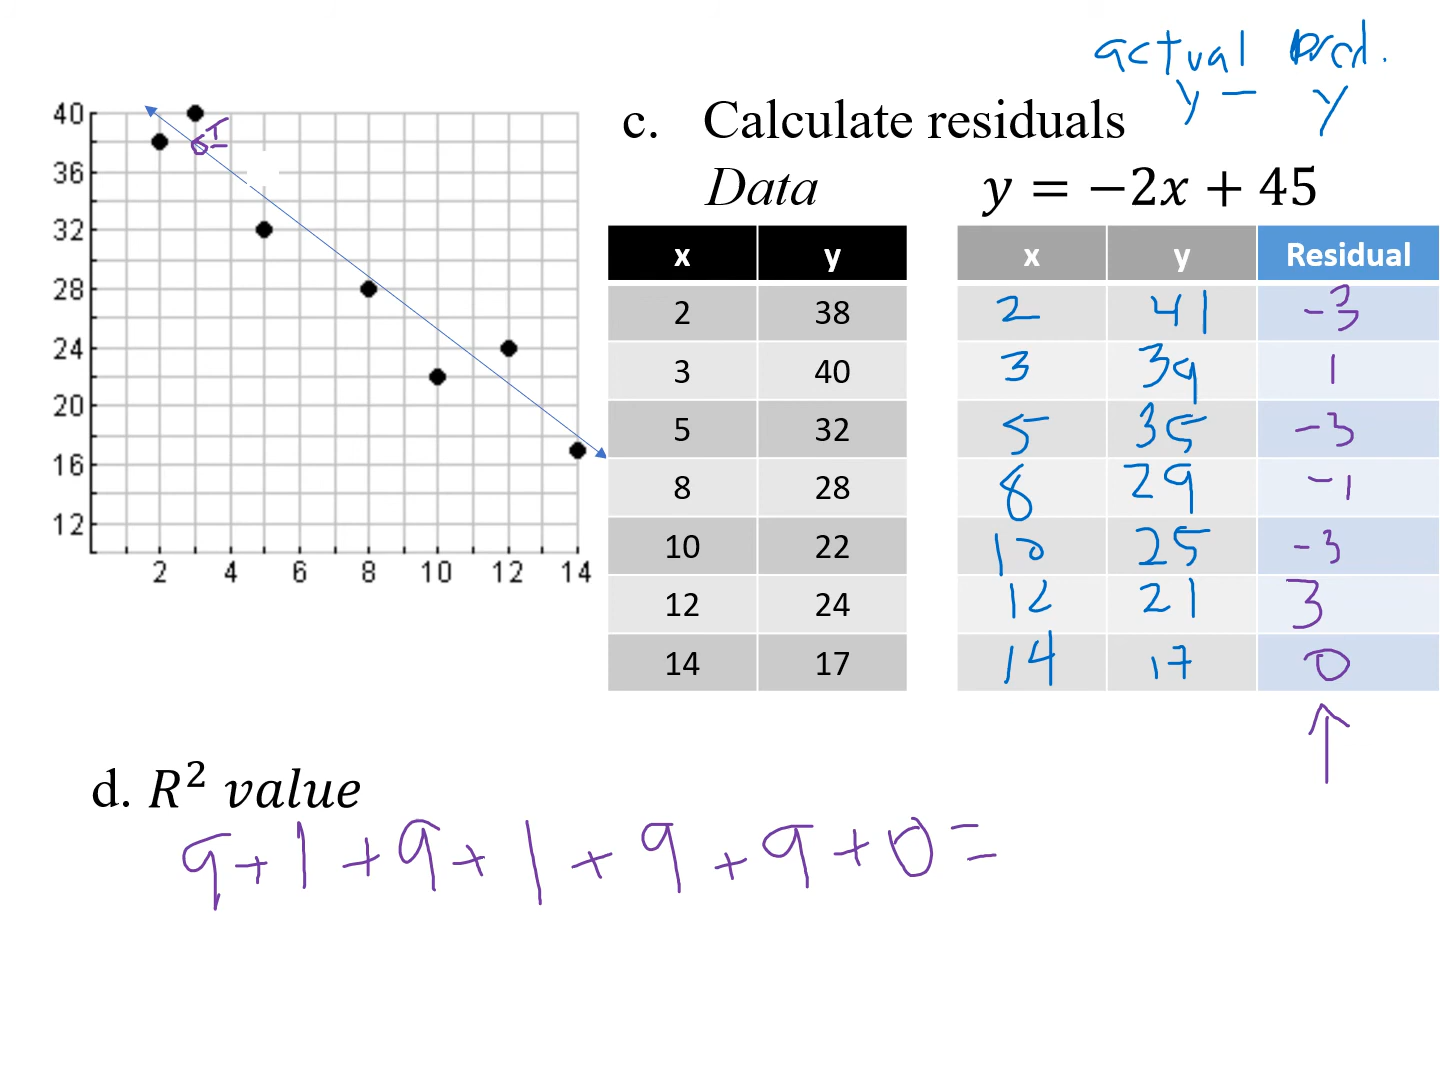 actual pred.
y - y
c. Calculate residuals
Data y = −2x + 45
x y x y Residual
2 38 2 41 -3
3 40 3 39 1
5 32 5 35 -3
8 28 8 29 -1
10 22 10 25 -3
12 24 12 21 3
14 17 14 17 0
40
36
32
28
24
20
16
12
2 4 6 8 10 12 14
d. R² value
9+1+9+1+9+9+0=